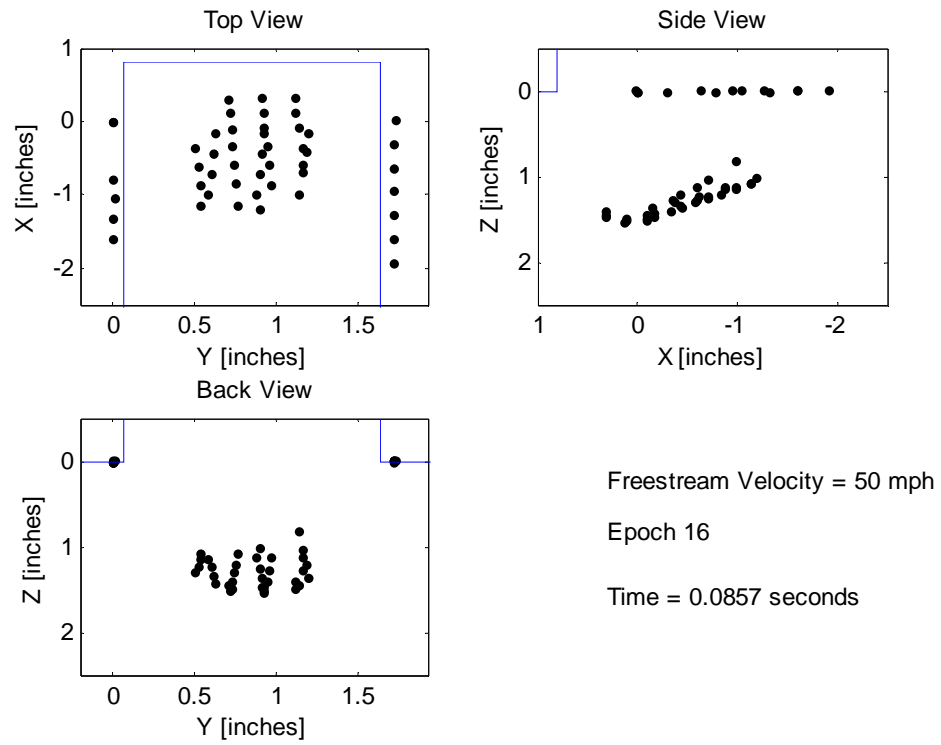 Top View
1
0
-1
-2
X [inches]
0
0.5
1
1.5
Y [inches]
Side View
0
1
2
Z [inches]
1
0
-1
-2
X [inches]
Back View
0
1
2
Z [inches]
0
0.5
1
1.5
Y [inches]
Freestream Velocity = 50 mph
Epoch 16
Time = 0.0857 seconds